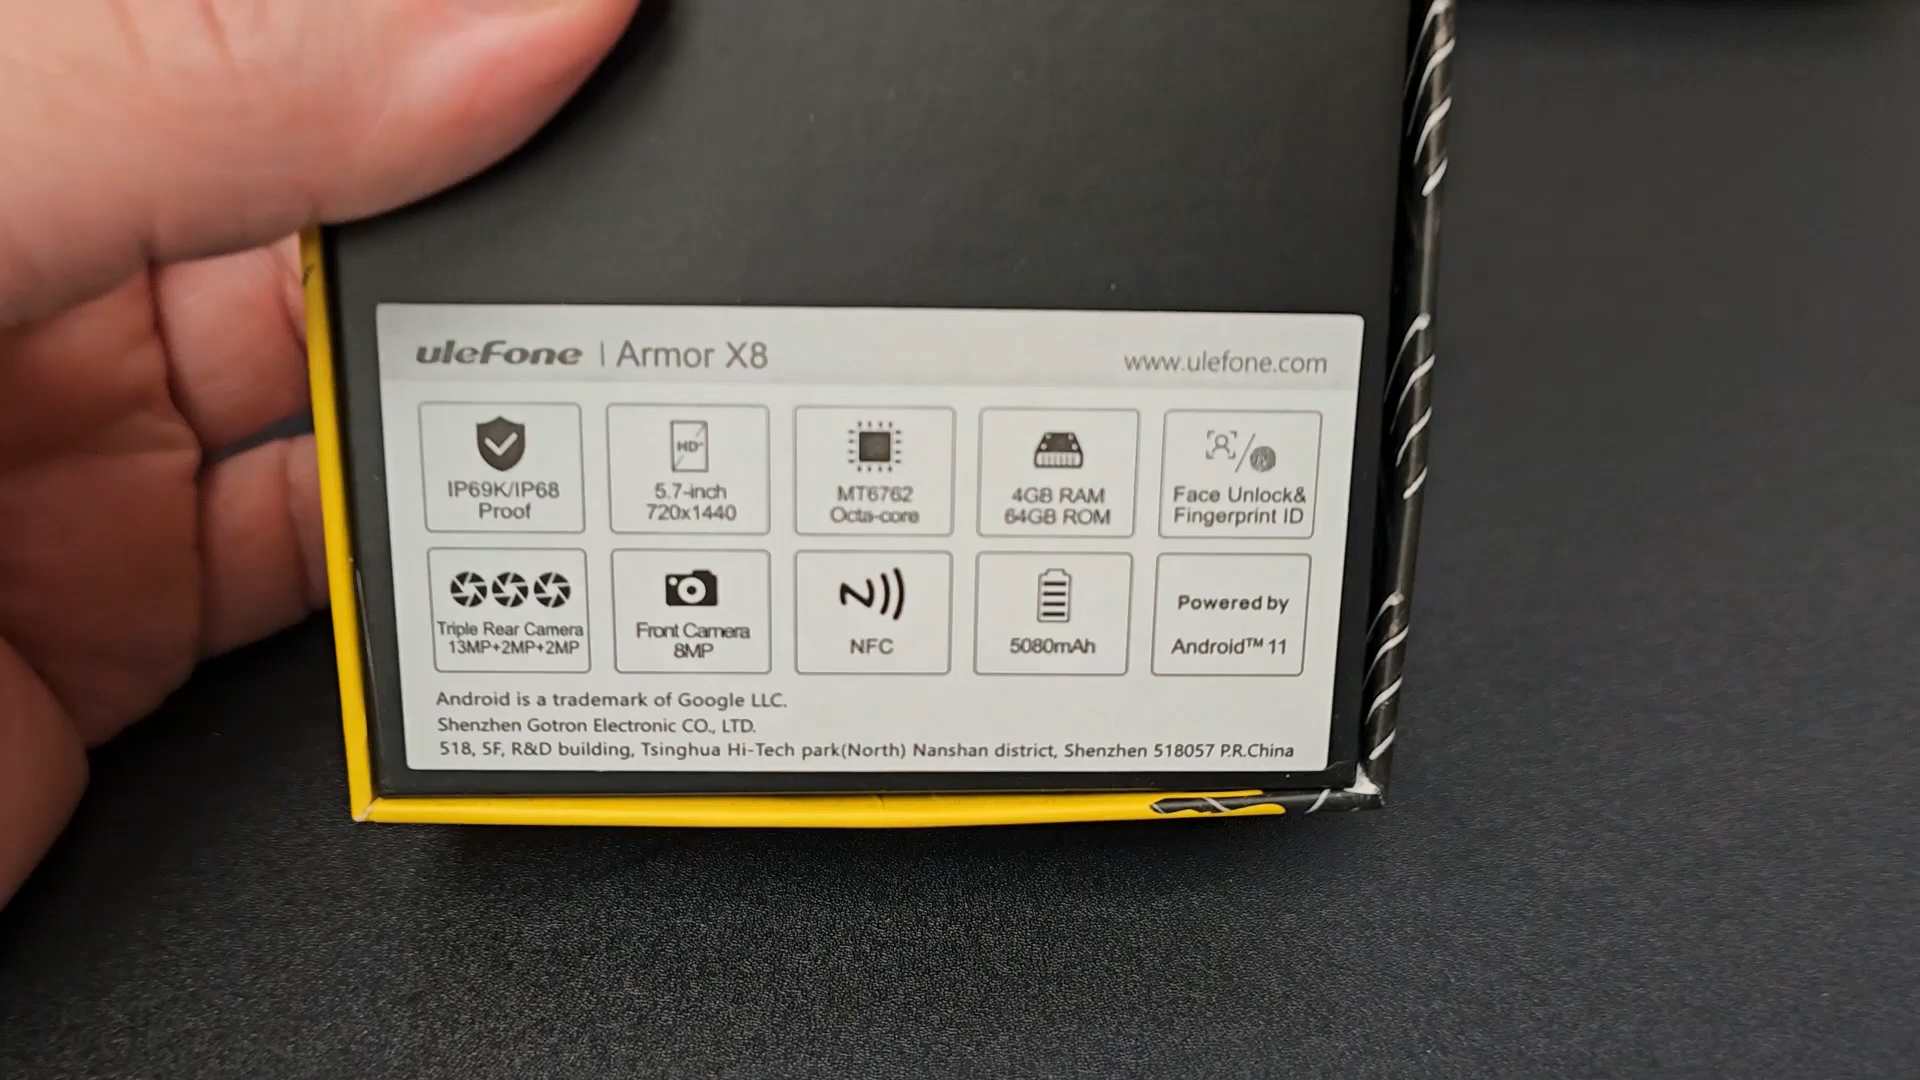 uleFone | Armor X8
www.ulefone.com
IP69K/IP68
Proof
HD+
5.7-inch
720x1440
MT6762
Octa-core
4GB RAM
64GB ROM
Face Unlock&
Fingerprint ID
Triple Rear Camera
13MP+2MP+2MP
Front Camera
8MP
NFC
5080mAh
Powered by
Android™ 11
Android is a trademark of Google LLC.
Shenzhen Gotron Electronic CO., LTD.
518, 5F, R&D building, Tsinghua Hi-Tech park(North) Nanshan district, Shenzhen 518057 P.R.China